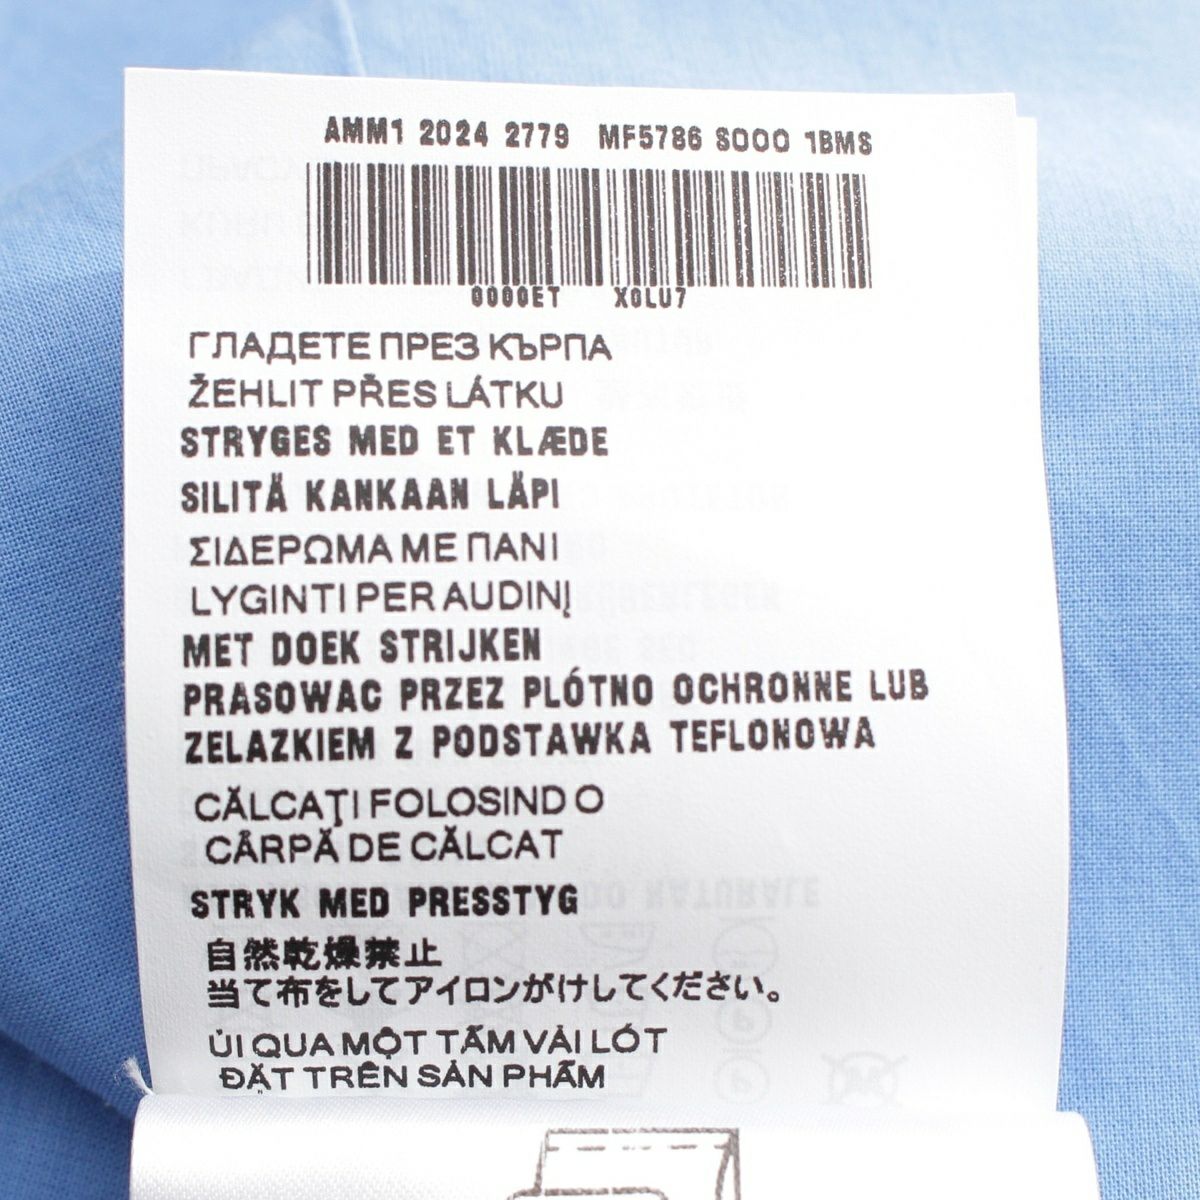 AMM1 2024 2779 MF5786 S000 1BMS
0000ET X0LU7
ГЛАДЕТЕ ПРЕЗ КЪРПА
ŽEHLIT PŘES LÁTKU
STRYGES MED ET KLÆDE
SILITÄ KANKAAN LÄPI
ΣΙΔΕΡΩΜΑ ΜΕ ΠΑΝΙ
LYGINTI PER AUDINĮ
MET DOEK STRIJKEN
PRASOWAC PRZEZ PLÓTNO OCHRONNE LUB
ZELAZKIEM Z PODSTAWKA TEFLONOWA
CĂLCAŢI FOLOSIND O
CÂRPĂ DE CĂLCAT
STRYK MED PRESSTYG
自然乾燥禁止
当て布をしてアイロンがけしてください。
ỦI QUA MỘT TẤM VẢI LÓT
ĐẶT TRÊN SẢN PHẨM